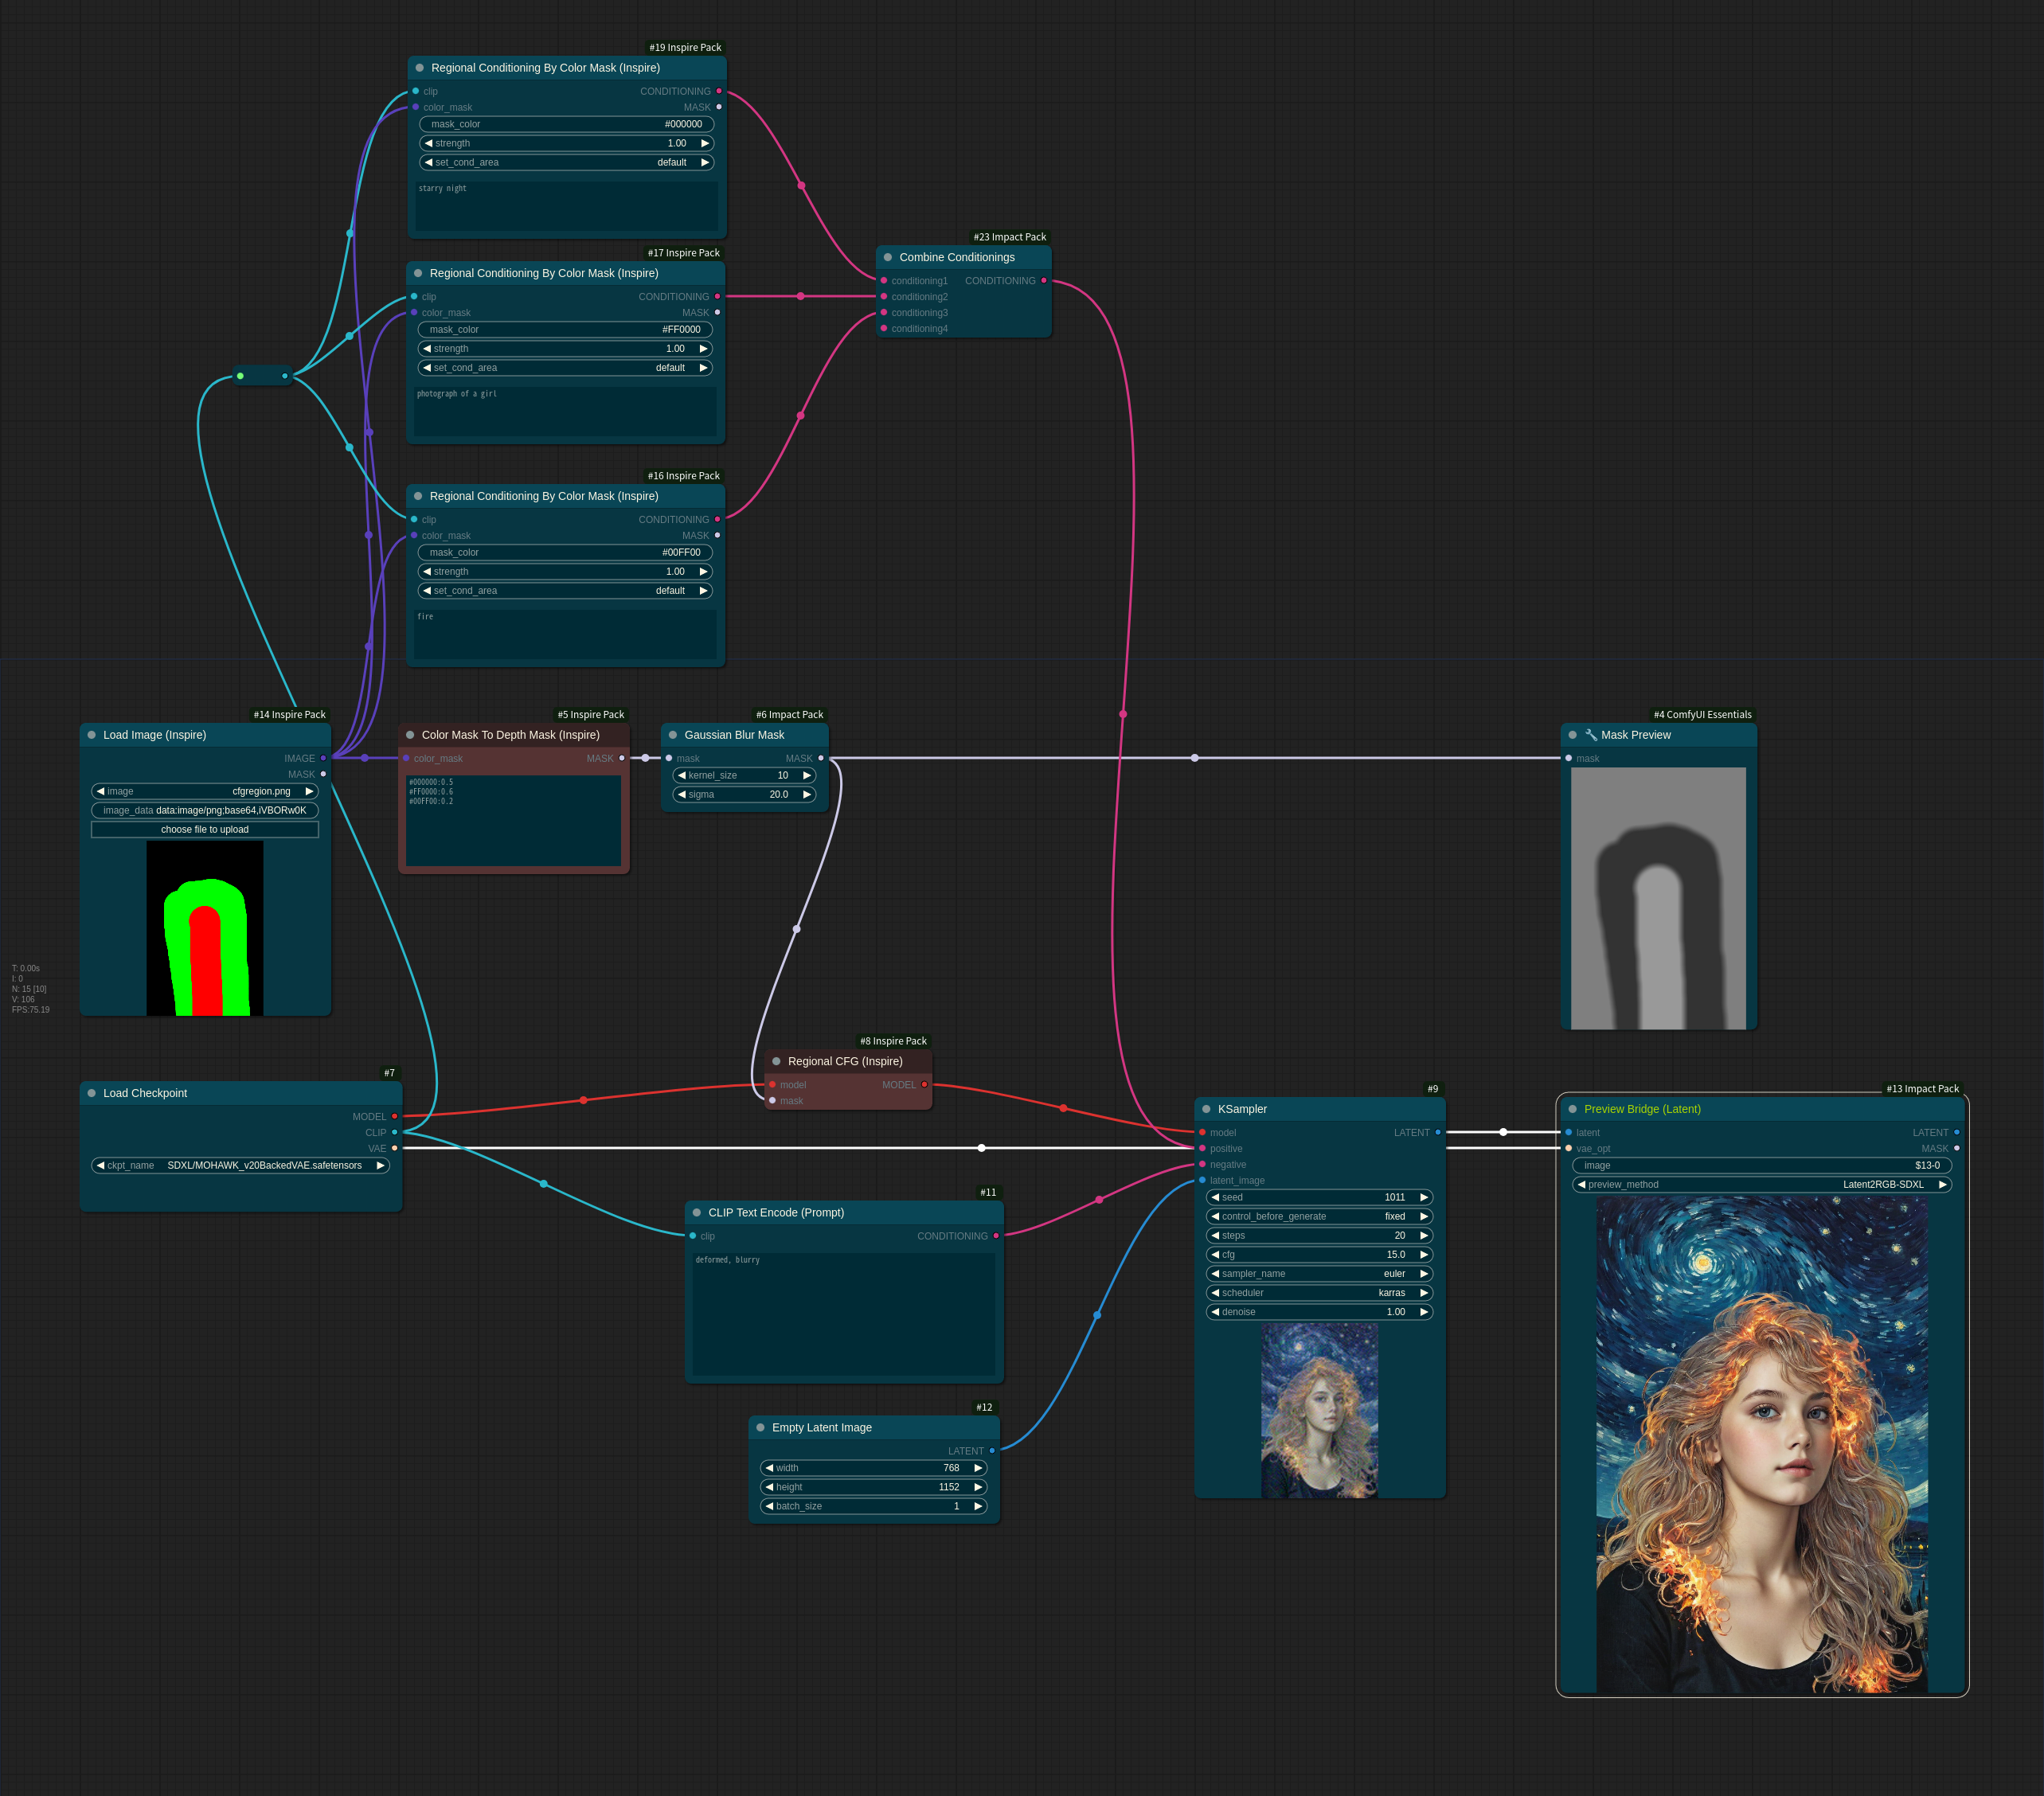 #19 Inspire Pack
Regional Conditioning By Color Mask (Inspire)
clip CONDITIONING
color_mask MASK
mask_color #000000
strength 1.00
set_cond_area default
starry night
#17 Inspire Pack
Regional Conditioning By Color Mask (Inspire)
clip CONDITIONING
color_mask MASK
mask_color #FF0000
strength 1.00
set_cond_area default
photograph of a girl
#23 Impact Pack
Combine Conditionings
conditioning1 CONDITIONING
conditioning2
conditioning3
conditioning4
#16 Inspire Pack
Regional Conditioning By Color Mask (Inspire)
clip CONDITIONING
color_mask MASK
mask_color #00FF00
strength 1.00
set_cond_area default
fire
#14 Inspire Pack
Load Image (Inspire)
IMAGE
MASK
image cfgregion.png
image_data data:image/png;base64,iVBORw0K
choose file to upload
#5 Inspire Pack
Color Mask To Depth Mask (Inspire)
color_mask MASK
#000000:0.5
#FF0000:0.6
#00FF00:0.2
#6 Impact Pack
Gaussian Blur Mask
mask MASK
kernel_size 10
sigma 20.0
#4 ComfyUI Essentials
🔧 Mask Preview
mask
T: 0.00s
I: 0
N: 15 [10]
V: 106
FPS:75.19
#8 Inspire Pack
Regional CFG (Inspire)
model MODEL
mask
#7
Load Checkpoint
MODEL
CLIP
VAE
ckpt_name SDXL/MOHAWK_v20BackedVAE.safetensors
#11
CLIP Text Encode (Prompt)
clip CONDITIONING
deformed, blurry
#12
Empty Latent Image
LATENT
width 768
height 1152
batch_size 1
#9
KSampler
model LATENT
positive
negative
latent_image
seed 1011
control_before_generate fixed
steps 20
cfg 15.0
sampler_name euler
scheduler karras
denoise 1.00
#13 Impact Pack
Preview Bridge (Latent)
latent LATENT
vae_opt MASK
image $13-0
preview_method Latent2RGB-SDXL